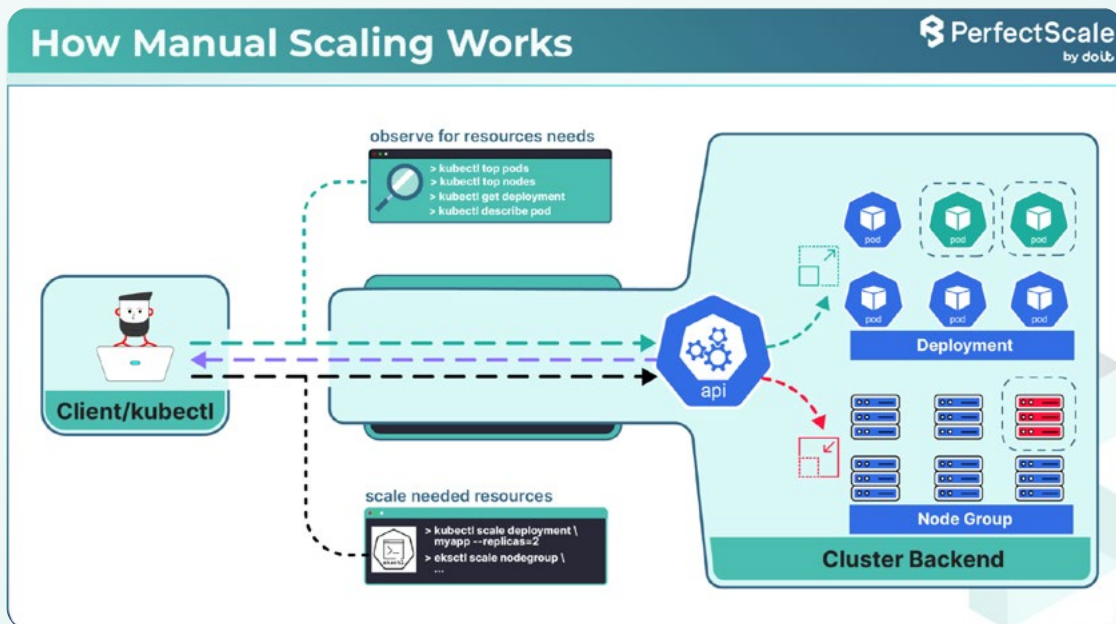 How Manual Scaling Works
PerfectScale
by doit
observe for resources needs
> kubectl top pods
> kubectl top nodes
> kubectl get deployment
> kubectl describe pod
Client/kubectl
api
pod
pod
pod
pod
pod
pod
Deployment
Node Group
Cluster Backend
scale needed resources
> kubectl scale deployment \
myapp --replicas=2
> eksctl scale nodegroup \
...